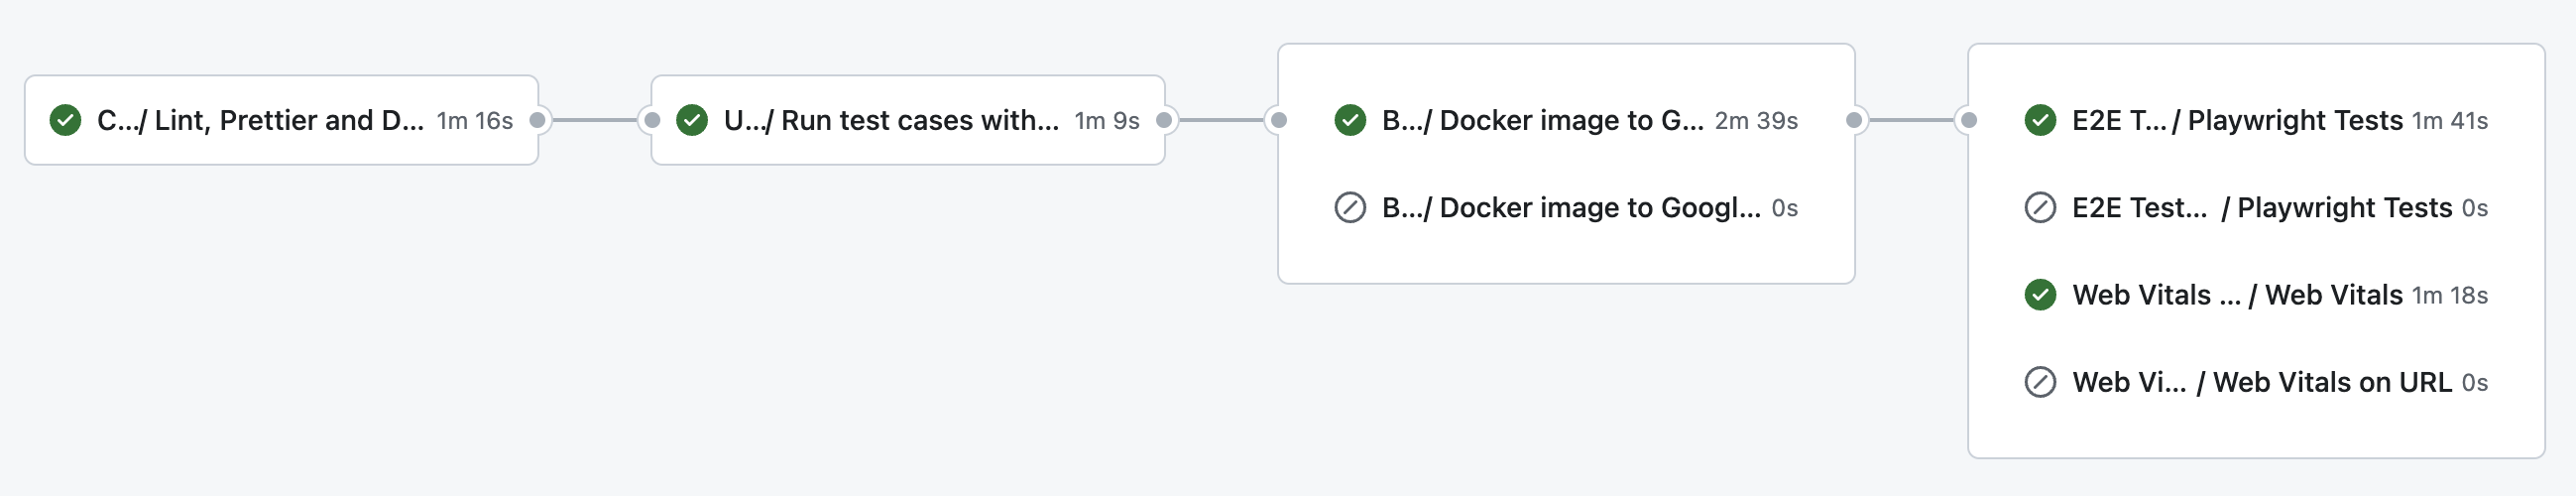 C.../ Lint, Prettier and D... 1m 16s
U.../ Run test cases with... 1m 9s
B.../ Docker image to G... 2m 39s
B.../ Docker image to Googl... 0s
E2E T... / Playwright Tests 1m 41s
E2E Test... / Playwright Tests 0s
Web Vitals ... / Web Vitals 1m 18s
Web Vi... / Web Vitals on URL 0s